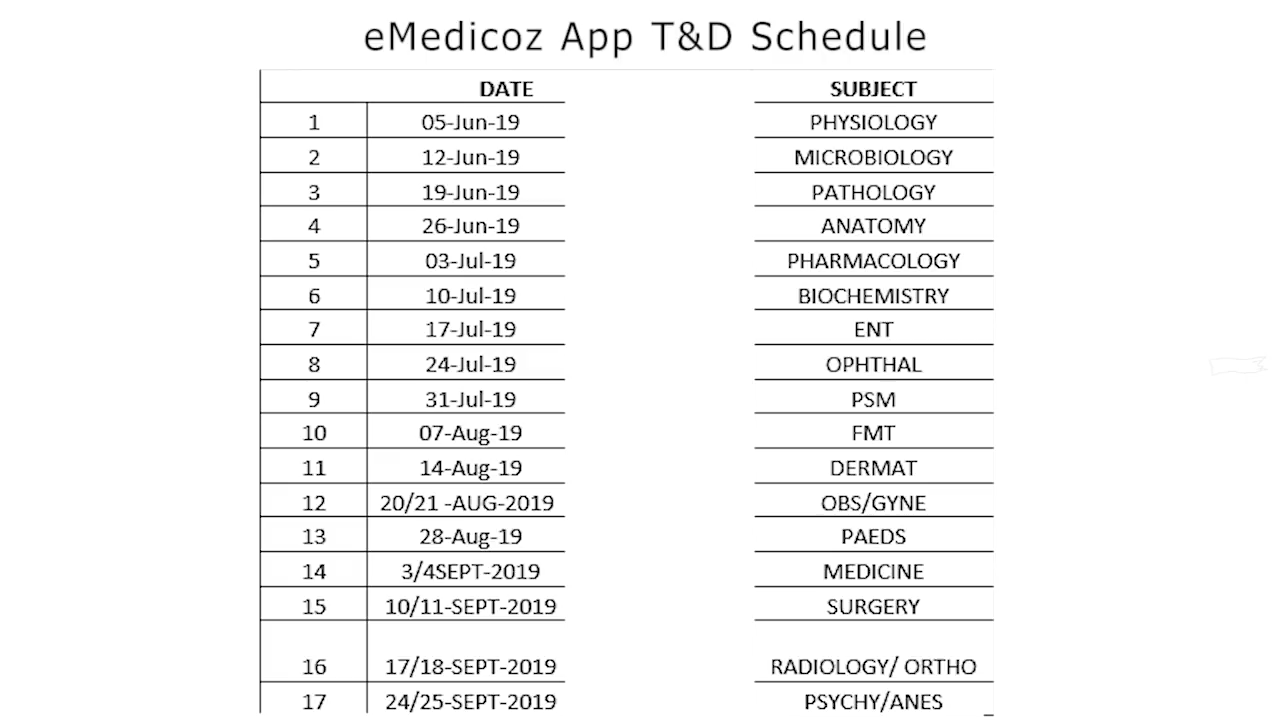 eMedicoz App T&D Schedule
DATE SUBJECT
1 05-Jun-19 PHYSIOLOGY
2 12-Jun-19 MICROBIOLOGY
3 19-Jun-19 PATHOLOGY
4 26-Jun-19 ANATOMY
5 03-Jul-19 PHARMACOLOGY
6 10-Jul-19 BIOCHEMISTRY
7 17-Jul-19 ENT
8 24-Jul-19 OPHTHAL
9 31-Jul-19 PSM
10 07-Aug-19 FMT
11 14-Aug-19 DERMAT
12 20/21 -AUG-2019 OBS/GYNE
13 28-Aug-19 PAEDS
14 3/4SEPT-2019 MEDICINE
15 10/11-SEPT-2019 SURGERY
16 17/18-SEPT-2019 RADIOLOGY/ ORTHO
17 24/25-SEPT-2019 PSYCHY/ANES